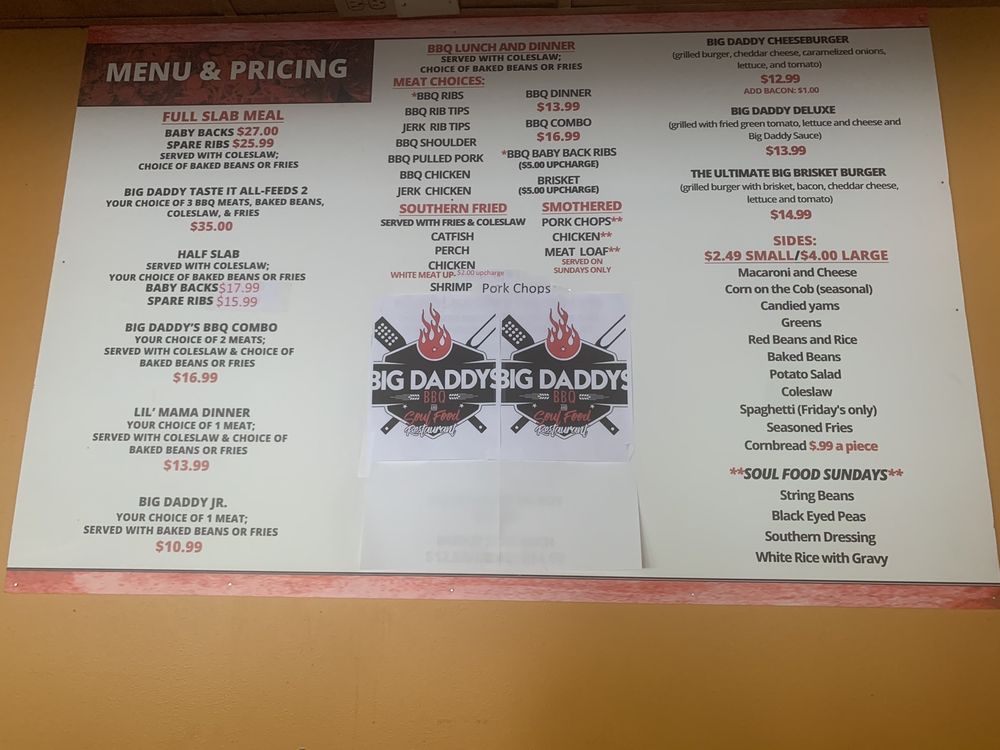 MENU & PRICING
FULL SLAB MEAL
BABY BACKS $27.00
SPARE RIBS $25.99
SERVED WITH COLESLAW;
CHOICE OF BAKED BEANS OR FRIES
BIG DADDY TASTE IT ALL-FEEDS 2
YOUR CHOICE OF 3 BBQ MEATS, BAKED BEANS,
COLESLAW, & FRIES
$35.00
HALF SLAB
SERVED WITH COLESLAW;
YOUR CHOICE OF BAKED BEANS OR FRIES
BABY BACKS $17.99
SPARE RIBS $15.99
BIG DADDY'S BBQ COMBO
YOUR CHOICE OF 2 MEATS;
SERVED WITH COLESLAW & CHOICE OF
BAKED BEANS OR FRIES
$16.99
LIL' MAMA DINNER
YOUR CHOICE OF 1 MEAT;
SERVED WITH COLESLAW & CHOICE OF
BAKED BEANS OR FRIES
$13.99
BIG DADDY JR.
YOUR CHOICE OF 1 MEAT;
SERVED WITH BAKED BEANS OR FRIES
$10.99
BBQ LUNCH AND DINNER
SERVED WITH COLESLAW;
CHOICE OF BAKED BEANS OR FRIES
MEAT CHOICES:
*BBQ RIBS
BBQ RIB TIPS
JERK RIB TIPS
BBQ SHOULDER
BBQ PULLED PORK
BBQ CHICKEN
JERK CHICKEN
BBQ DINNER
$13.99
BBQ COMBO
$16.99
*BBQ BABY BACK RIBS
($5.00 UPCHARGE)
BRISKET
($5.00 UPCHARGE)
SOUTHERN FRIED
SERVED WITH FRIES & COLESLAW
CATFISH
PERCH
CHICKEN
WHITE MEAT UP-$2.00 upcharge
SHRIMP Pork Chops
SMOTHERED
PORK CHOPS**
CHICKEN**
MEAT LOAF**
SERVED ON
SUNDAYS ONLY
BIG DADDYS
BBQ
AND
Soul Food
Restaurant
BIG DADDYS
BBQ
AND
Soul Food
Restaurant
BIG DADDY CHEESEBURGER
(grilled burger, cheddar cheese, caramelized onions,
lettuce, and tomato)
$12.99
ADD BACON: $1.00
BIG DADDY DELUXE
(grilled with fried green tomato, lettuce and cheese and
Big Daddy Sauce)
$13.99
THE ULTIMATE BIG BRISKET BURGER
(grilled burger with brisket, bacon, cheddar cheese,
lettuce and tomato)
$14.99
SIDES:
$2.49 SMALL/$4.00 LARGE
Macaroni and Cheese
Corn on the Cob (seasonal)
Candied yams
Greens
Red Beans and Rice
Baked Beans
Potato Salad
Coleslaw
Spaghetti (Friday's only)
Seasoned Fries
Cornbread $.99 a piece
**SOUL FOOD SUNDAYS**
String Beans
Black Eyed Peas
Southern Dressing
White Rice with Gravy